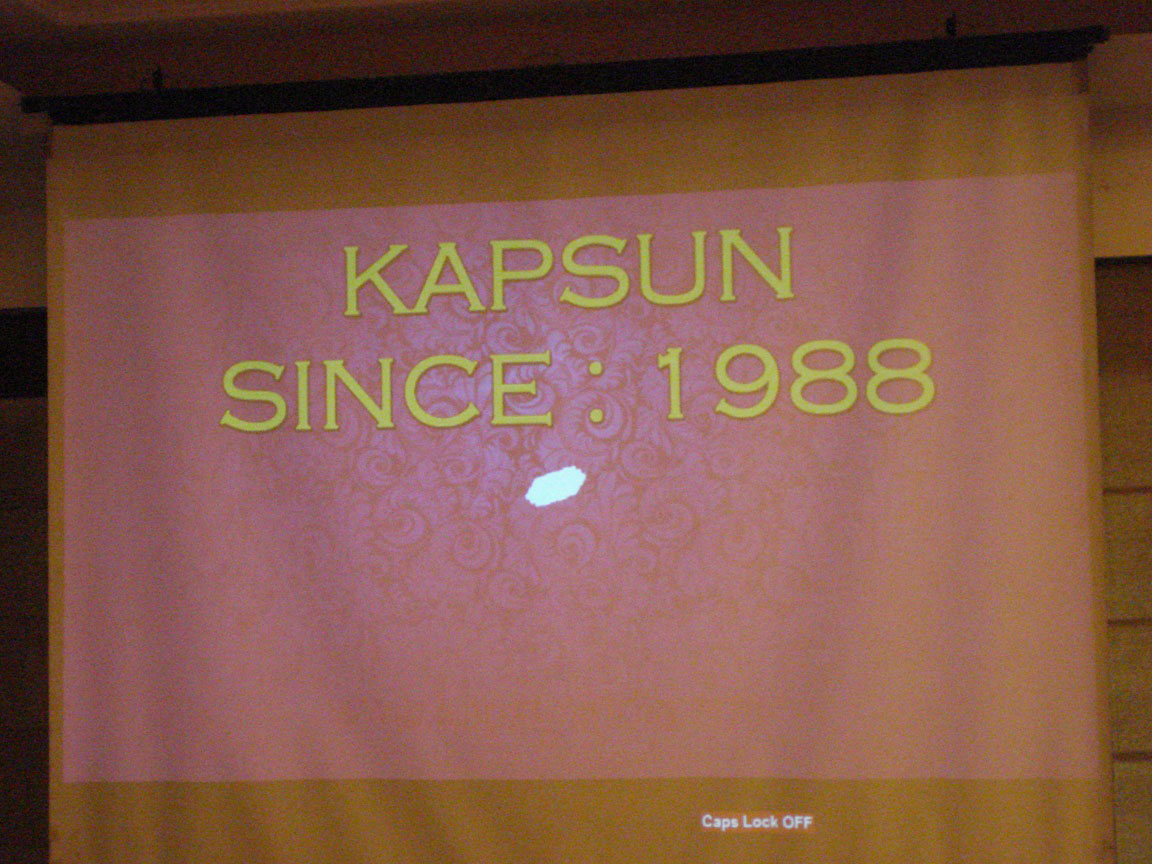 KAPSUN
SINCE : 1988
Caps Lock OFF